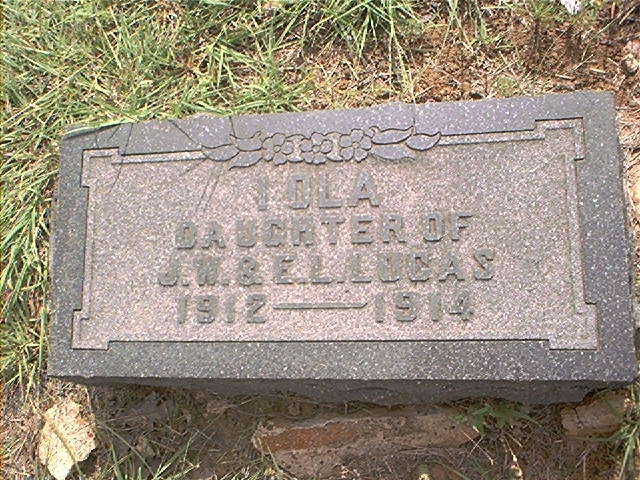 IOLA
DAUGHTER OF
J.W. & E.L. LUCAS
1912 — 1914